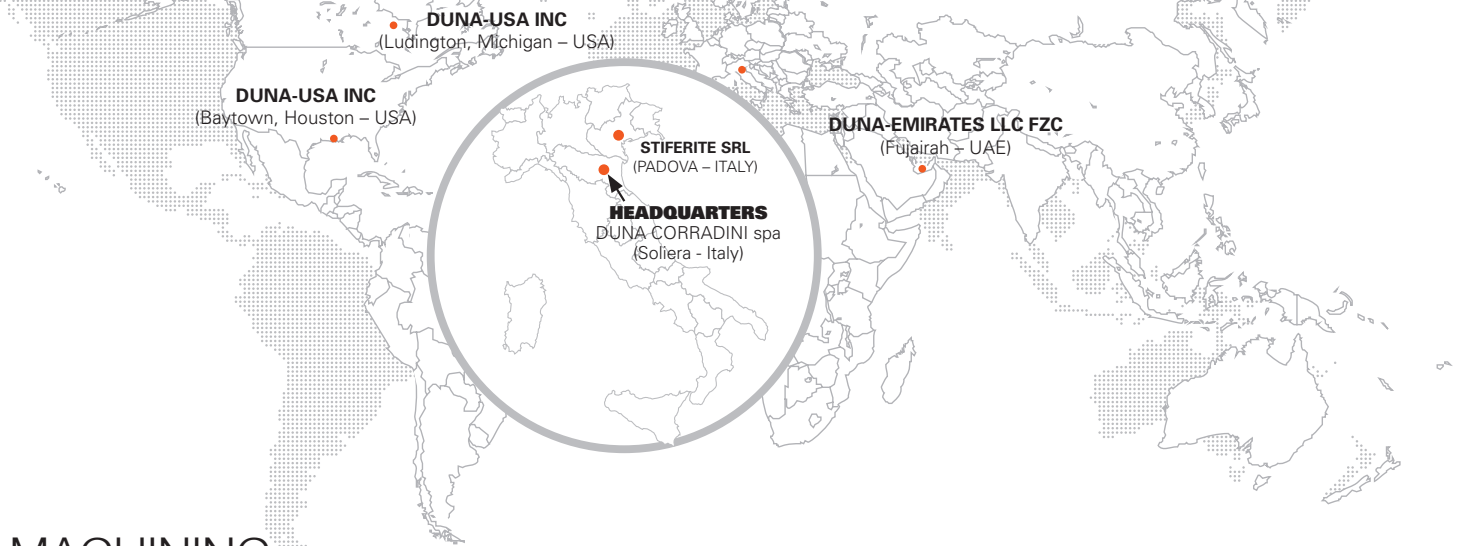 DUNA-USA INC
(Ludington, Michigan – USA)
DUNA-USA INC
(Baytown, Houston – USA)
DUNA-EMIRATES LLC FZC
(Fujairah – UAE)
STIFERITE SRL
(PADOVA – ITALY)
HEADQUARTERS
DUNA CORRADINI spa
(Soliera - Italy)
MACHINING